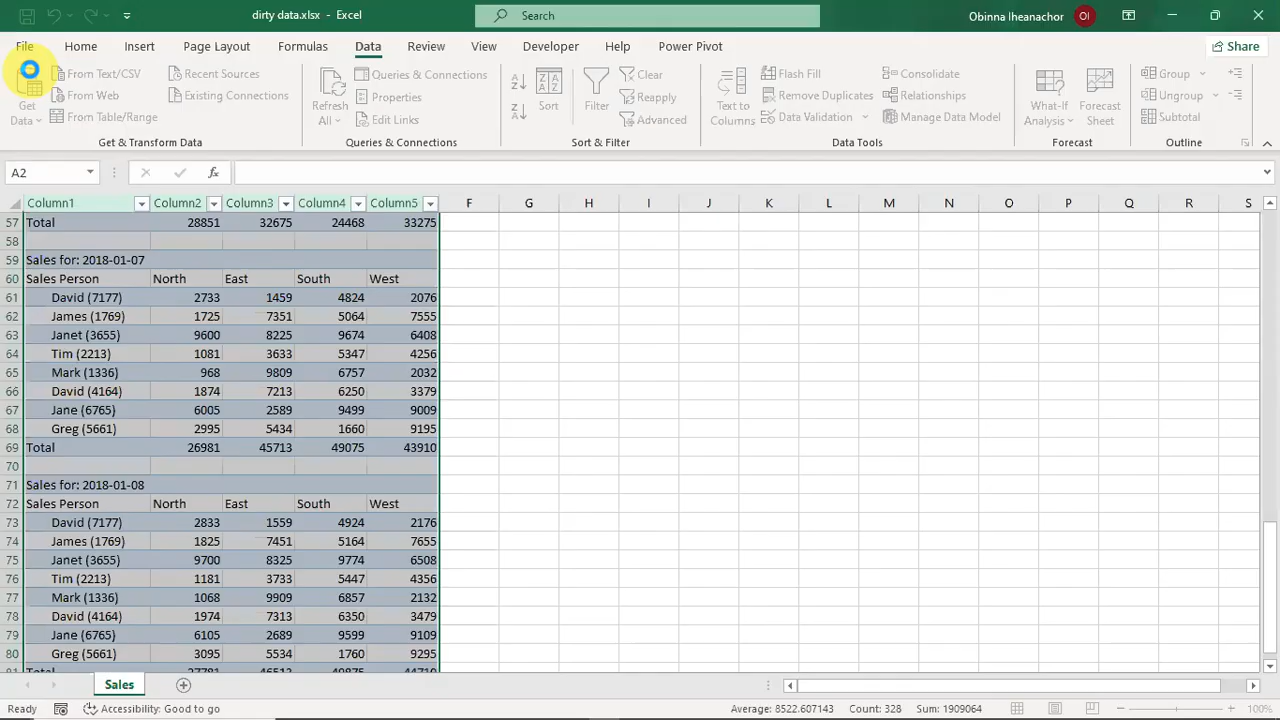 dirty data.xlsx - Excel
Search
Obinna Iheanachor
OI
File Home Insert Page Layout Formulas Data Review View Developer Help Power Pivot
Share
Get Data
From Text/CSV
From Web
From Table/Range
Recent Sources
Existing Connections
Get & Transform Data
Refresh All
Queries & Connections
Properties
Edit Links
Queries & Connections
Sort
Filter
Clear
Reapply
Advanced
Sort & Filter
Text to Columns
Flash Fill
Remove Duplicates
Data Validation
Consolidate
Relationships
Manage Data Model
Data Tools
What-If Analysis
Forecast Sheet
Forecast
Group
Ungroup
Subtotal
Outline
A2
fx
Column1 Column2 Column3 Column4 Column5 F G H I J K L M N O P Q R S
57 Total 28851 32675 24468 33275
58
59 Sales for: 2018-01-07
60 Sales Person North East South West
61 David (7177) 2733 1459 4824 2076
62 James (1769) 1725 7351 5064 7555
63 Janet (3655) 9600 8225 9674 6408
64 Tim (2213) 1081 3633 5347 4256
65 Mark (1336) 968 9809 6757 2032
66 David (4164) 1874 7213 6250 3379
67 Jane (6765) 6005 2589 9499 9009
68 Greg (5661) 2995 5434 1660 9195
69 Total 26981 45713 49075 43910
70
71 Sales for: 2018-01-08
72 Sales Person North East South West
73 David (7177) 2833 1559 4924 2176
74 James (1769) 1825 7451 5164 7655
75 Janet (3655) 9700 8325 9774 6508
76 Tim (2213) 1181 3733 5447 4356
77 Mark (1336) 1068 9909 6857 2132
78 David (4164) 1974 7313 6350 3479
79 Jane (6765) 6105 2689 9599 9109
80 Greg (5661) 3095 5534 1760 9295
81 Total 27781 46513 49875 44710
Sales
Ready
Accessibility: Good to go
Average: 8522.607143 Count: 328 Sum: 1909064
100%